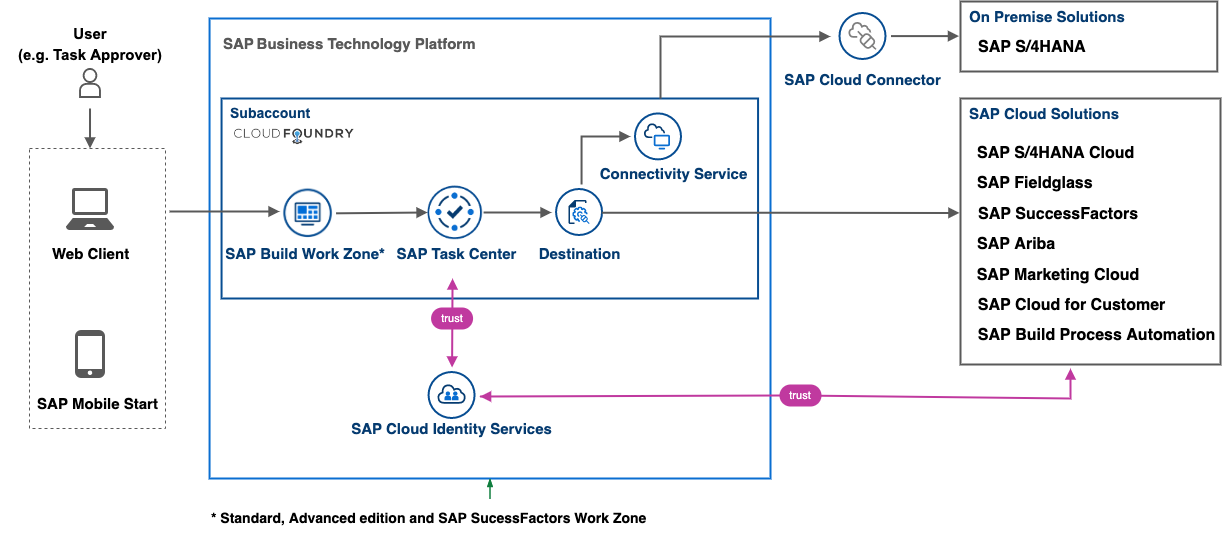 User
(e.g. Task Approver)
Web Client
SAP Mobile Start
SAP Business Technology Platform
Subaccount
CLOUD FOUNDRY
SAP Build Work Zone*
SAP Task Center
Destination
Connectivity Service
trust
SAP Cloud Identity Services
trust
SAP Cloud Connector
On Premise Solutions
SAP S/4HANA
SAP Cloud Solutions
SAP S/4HANA Cloud
SAP Fieldglass
SAP SuccessFactors
SAP Ariba
SAP Marketing Cloud
SAP Cloud for Customer
SAP Build Process Automation
* Standard, Advanced edition and SAP SucessFactors Work Zone